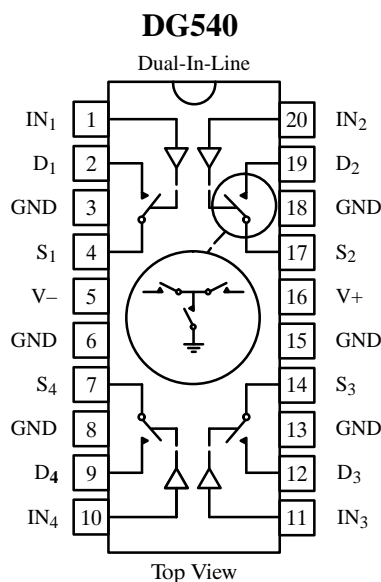 DG540
Dual-In-Line
IN1 1 20 IN2
D1 2 19 D2
GND 3 18 GND
S1 4 17 S2
V– 5 16 V+
GND 6 15 GND
S4 7 14 S3
GND 8 13 GND
D4 9 12 D3
IN4 10 11 IN3
Top View